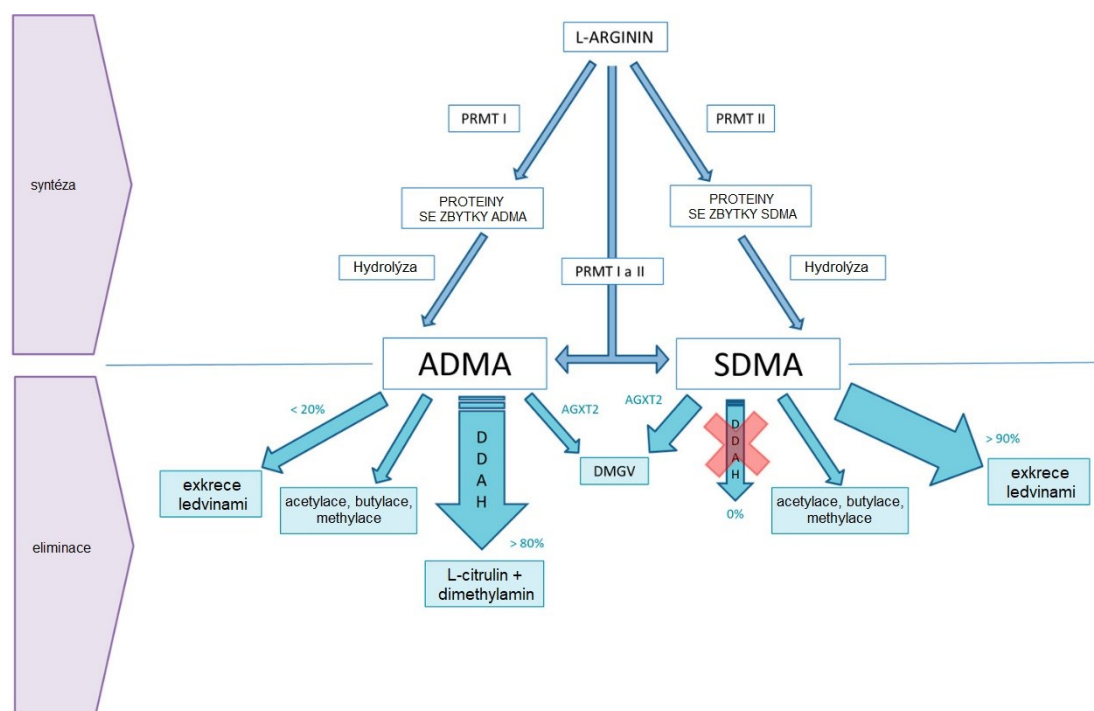 L-ARGININ
PRMT I
PRMT II
syntéza
PROTEINY
SE ZBYTKY ADMA
PROTEINY
SE ZBYTKY SDMA
Hydrolýza
PRMT I a II
Hydrolýza
ADMA
SDMA
< 20%
AGXT2
AGXT2
> 90%
D
D
A
H
D
D
A
H
DMGV
exkrece
ledvinami
acetylace, butylace,
methylace
0%
acetylace, butylace,
methylace
exkrece
ledvinami
eliminace
> 80%
L-citrulin +
dimethylamin